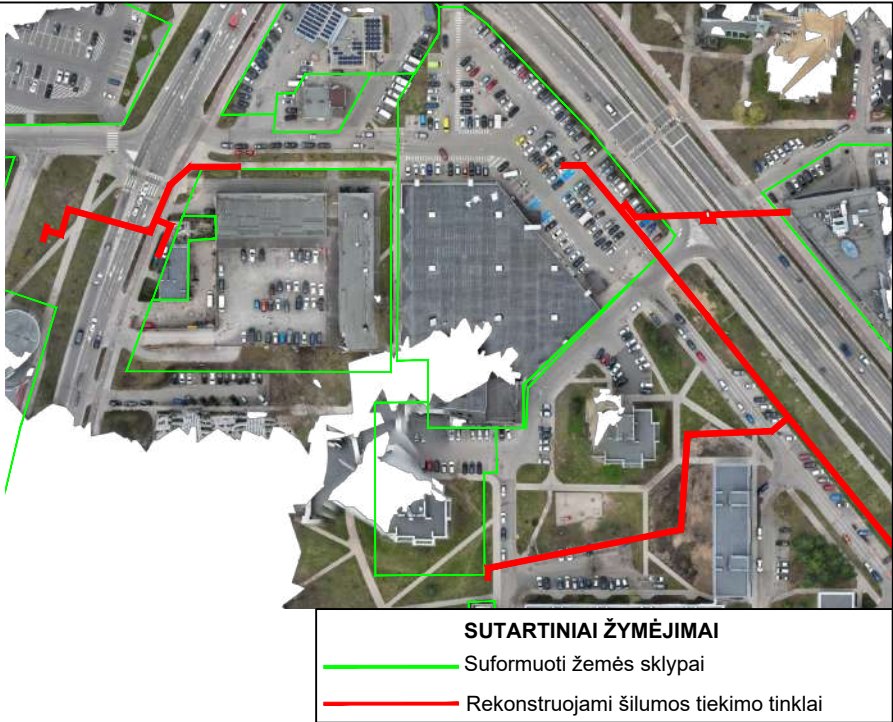 SUTARTINIAI ŽYMĖJIMAI
Suformuoti žemės sklypai
Rekonstruojami šilumos tiekimo tinklai